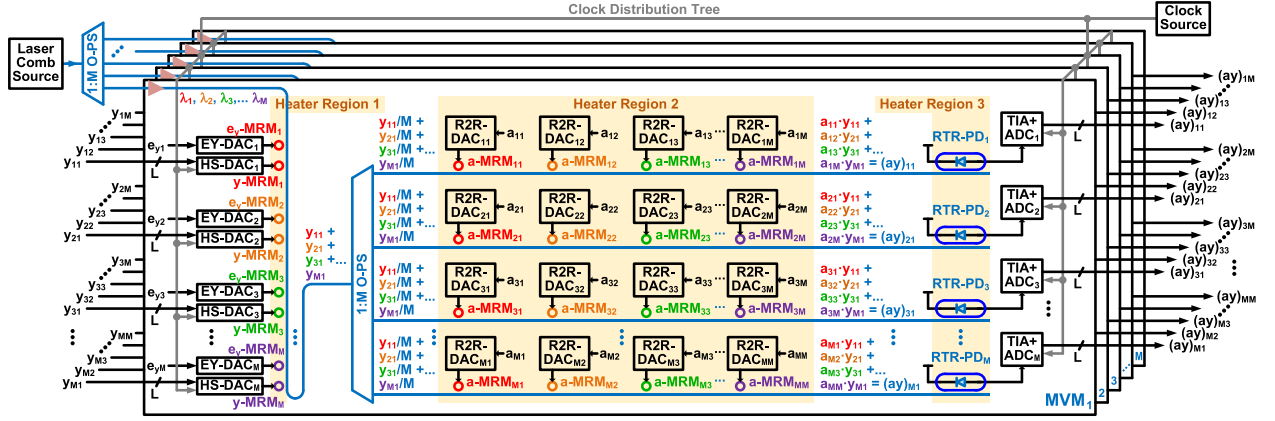 Clock Distribution Tree
Clock
Source
Laser
Comb
Source
1:M O-PS
λ1, λ2, λ3,... λM
Heater Region 1
Heater Region 2
Heater Region 3
y1M
y13
y12
y11
ey1
L
ey-MRM1
EY-DAC1
HS-DAC1
y-MRM1
y2M
y23
y22
y21
ey2
L
ey-MRM2
EY-DAC2
HS-DAC2
y-MRM2
y3M
y33
y32
y31
ey3
L
ey-MRM3
EY-DAC3
HS-DAC3
y-MRM3
yMM
yM3
yM2
yMM
eyM
L
ey-MRMM
EY-DACM
HS-DACM
y-MRMM
y11 +
y21 +
y31 +...
yM1
1:M O-PS
y11/M +
y21/M +
y31/M +...
yM1/M
R2R-DAC11
a11
a-MRM11
R2R-DAC12
a12
a-MRM12
R2R-DAC13
a13
a-MRM13
R2R-DAC1M
a1M
a-MRM1M
a11·y11 +
a12·y21 +
a13·y31 +...
a1M·yM1 = (ay)11
RTR-PD1
TIA+
ADC1
L
y11/M +
y21/M +
y31/M +...
yM1/M
R2R-DAC21
a21
a-MRM21
R2R-DAC22
a22
a-MRM22
R2R-DAC23
a23
a-MRM23
R2R-DAC2M
a2M
a-MRM2M
a21·y11 +
a22·y21 +
a23·y31 +...
a2M·yM1 = (ay)21
RTR-PD2
TIA+
ADC2
L
y11/M +
y21/M +
y31/M +...
yM1/M
R2R-DAC31
a31
a-MRM31
R2R-DAC32
a32
a-MRM32
R2R-DAC33
a33
a-MRM33
R2R-DAC3M
a3M
a-MRM3M
a31·y11 +
a32·y21 +
a33·y31 +...
a3M·yM1 = (ay)31
RTR-PD3
TIA+
ADC3
L
y11/M +
y21/M +
y31/M +...
yM1/M
R2R-DACM1
aM1
a-MRMM1
R2R-DACM2
aM2
a-MRMM2
R2R-DACM3
aM3
a-MRMM3
R2R-DACMM
aMM
a-MRMMM
aM1·y11 +
aM2·y21 +
aM3·y31 +...
aMM·yM1 = (ay)M1
RTR-PDM
TIA+
ADCM
L
MVM1
2
3
M
(ay)1M
(ay)13
(ay)12
(ay)11
(ay)2M
(ay)23
(ay)22
(ay)21
(ay)3M
(ay)33
(ay)32
(ay)31
(ay)MM
(ay)M3
(ay)M2
(ay)M1